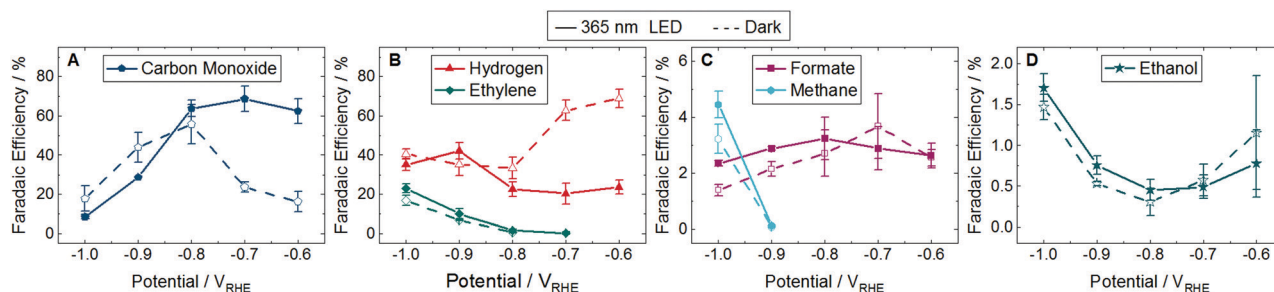 365 nm LED Dark
A
Carbon Monoxide
Faradaic Efficiency / %
80
60
40
20
0
-1.0 -0.9 -0.8 -0.7 -0.6
Potential / VRHE
B
Hydrogen
Ethylene
Faradaic Efficiency / %
80
60
40
20
0
-1.0 -0.9 -0.8 -0.7 -0.6
Potential / VRHE
C
Formate
Methane
Faradaic Efficiency / %
6
4
2
0
-1.0 -0.9 -0.8 -0.7 -0.6
Potential / VRHE
D
Ethanol
Faradaic Efficiency / %
2.0
1.5
1.0
0.5
0.0
-1.0 -0.9 -0.8 -0.7 -0.6
Potential / VRHE